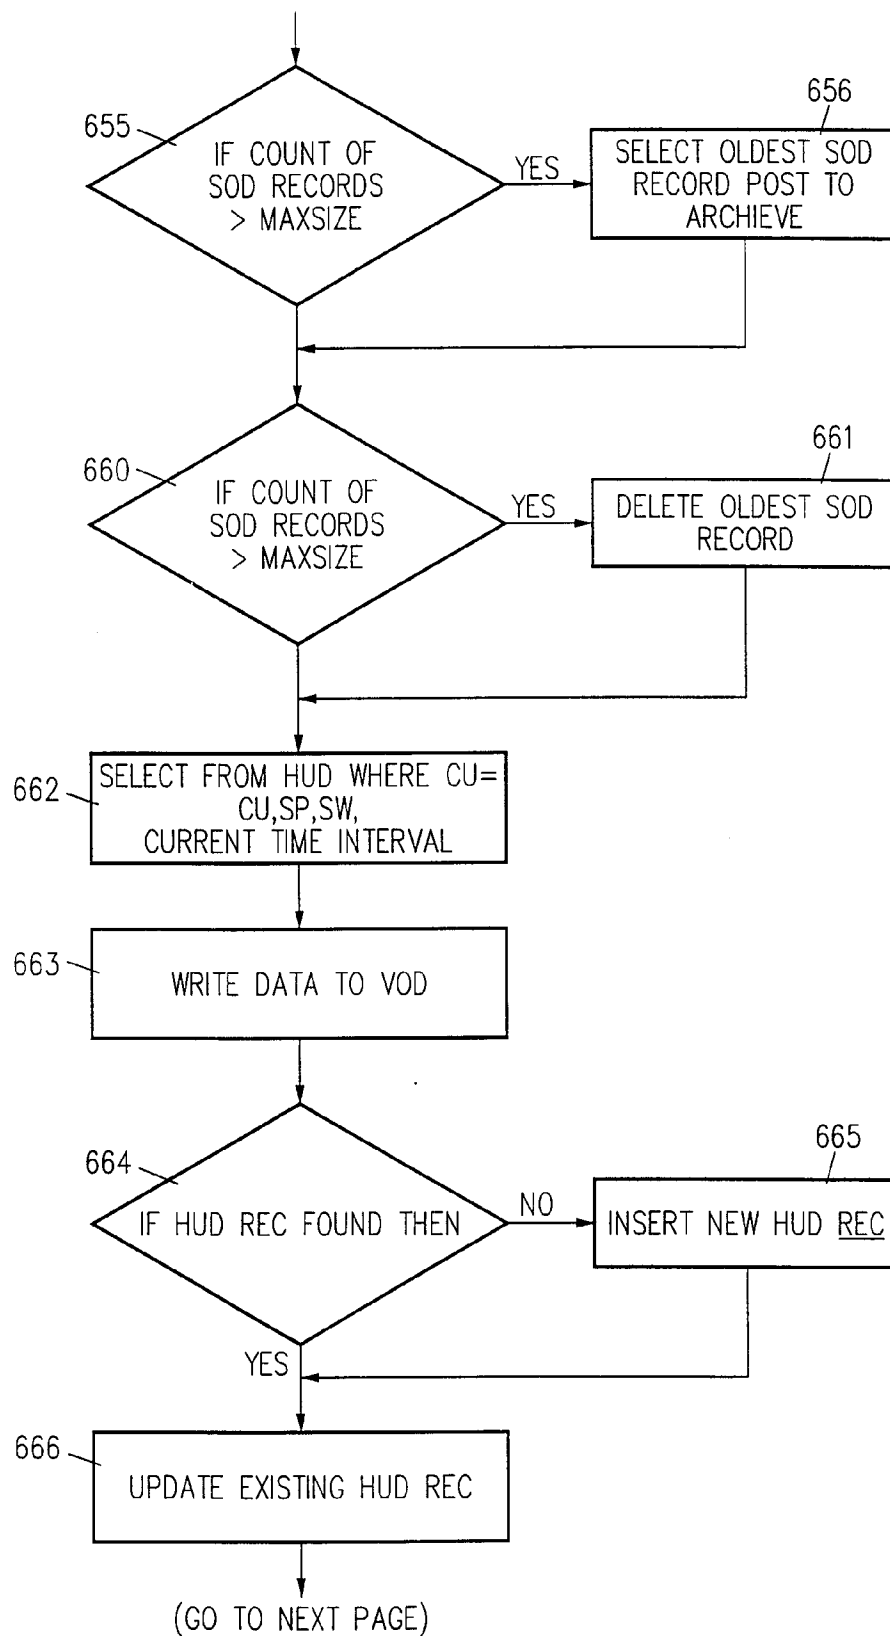 655
IF COUNT OF
SOD RECORDS
> MAXSIZE
YES
656
SELECT OLDEST SOD
RECORD POST TO
ARCHIEVE
660
IF COUNT OF
SOD RECORDS
> MAXSIZE
YES
661
DELETE OLDEST SOD
RECORD
662
SELECT FROM HUD WHERE CU=
CU,SP,SW,
CURRENT TIME INTERVAL
663
WRITE DATA TO VOD
664
IF HUD REC FOUND THEN
NO
665
INSERT NEW HUD REC
YES
666
UPDATE EXISTING HUD REC
(GO TO NEXT PAGE)